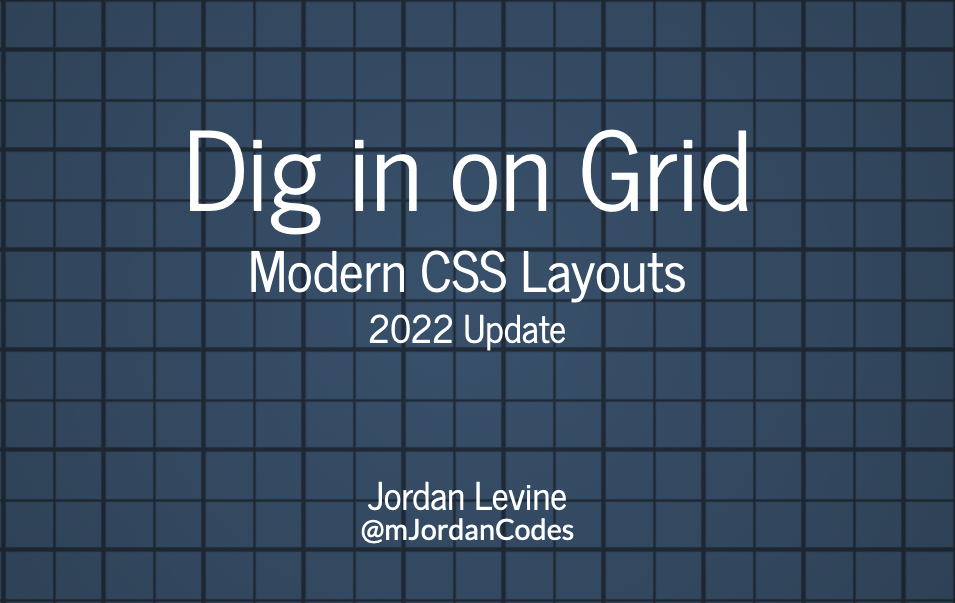 Dig in on Grid
Modern CSS Layouts
2022 Update
Jordan Levine
@mJordanCodes